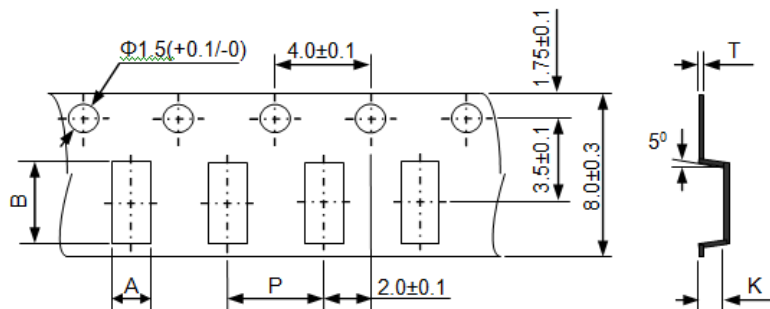 Φ1.5(+0.1/-0)
4.0±0.1
1.75±0.1
T
5⁰
3.5±0.1
8.0±0.3
B
A
P
2.0±0.1
K